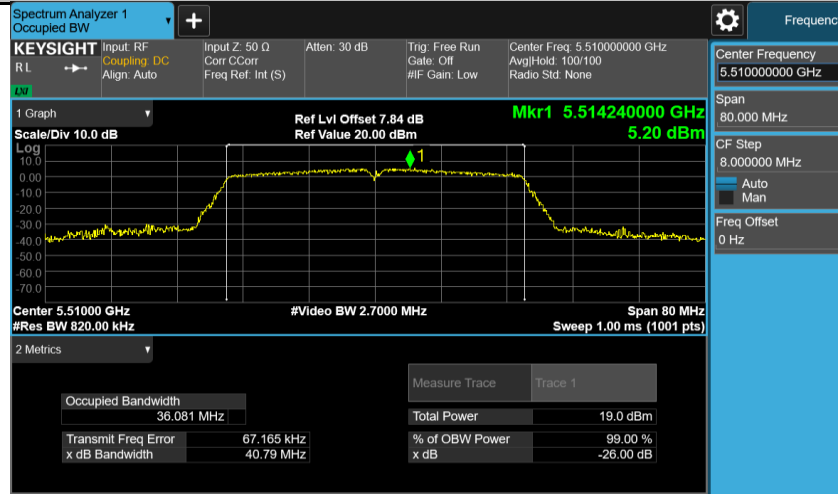 Spectrum Analyzer 1
Occupied BW
+
Frequenc
KEYSIGHT
RL
LXI
Input: RF
Coupling: DC
Align: Auto
Input Z: 50 Ω
Corr CCorr
Freq Ref: Int (S)
Atten: 30 dB
Trig: Free Run
Gate: Off
#IF Gain: Low
Center Freq: 5.510000000 GHz
Avg|Hold: 100/100
Radio Std: None
Center Frequency
5.510000000 GHz
Span
80.000 MHz
CF Step
8.000000 MHz
Auto
Man
Freq Offset
0 Hz
1 Graph
Scale/Div 10.0 dB
Ref Lvl Offset 7.84 dB
Ref Value 20.00 dBm
Mkr1 5.514240000 GHz
5.20 dBm
Log
10.0
0.00
-10.0
-20.0
-30.0
-40.0
-50.0
-60.0
-70.0
1
Center 5.51000 GHz
#Res BW 820.00 kHz
#Video BW 2.7000 MHz
Span 80 MHz
Sweep 1.00 ms (1001 pts)
2 Metrics
Measure Trace
Trace 1
Occupied Bandwidth
36.081 MHz
Total Power 19.0 dBm
Transmit Freq Error 67.165 kHz
% of OBW Power 99.00 %
x dB Bandwidth 40.79 MHz
x dB -26.00 dB